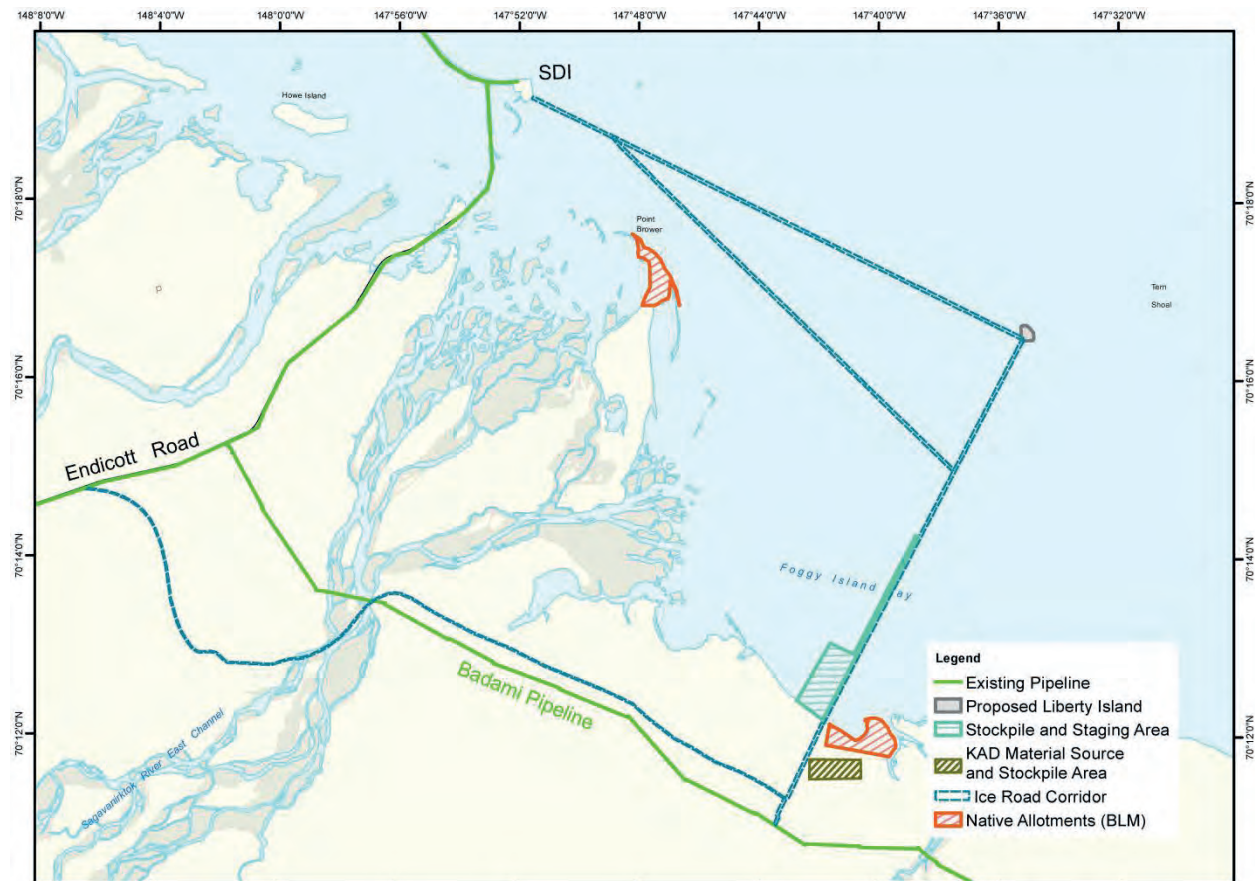 148°8'0"W 148°4'0"W 148°0'0"W 147°56'0"W 147°52'0"W 147°48'0"W 147°44'0"W 147°40'0"W 147°36'0"W 147°32'0"W
SDI
Howe Island
70°18'0"N
70°18'0"N
Point
Brower
P
Tern
Shoal
70°16'0"N
70°16'0"N
Endicott Road
70°14'0"N
70°14'0"N
Foggy Island Bay
Badami Pipeline
Sagavanirktok River East Channel
70°12'0"N
70°12'0"N
Legend
Existing Pipeline
Proposed Liberty Island
Stockpile and Staging Area
KAD Material Source
and Stockpile Area
Ice Road Corridor
Native Allotments (BLM)